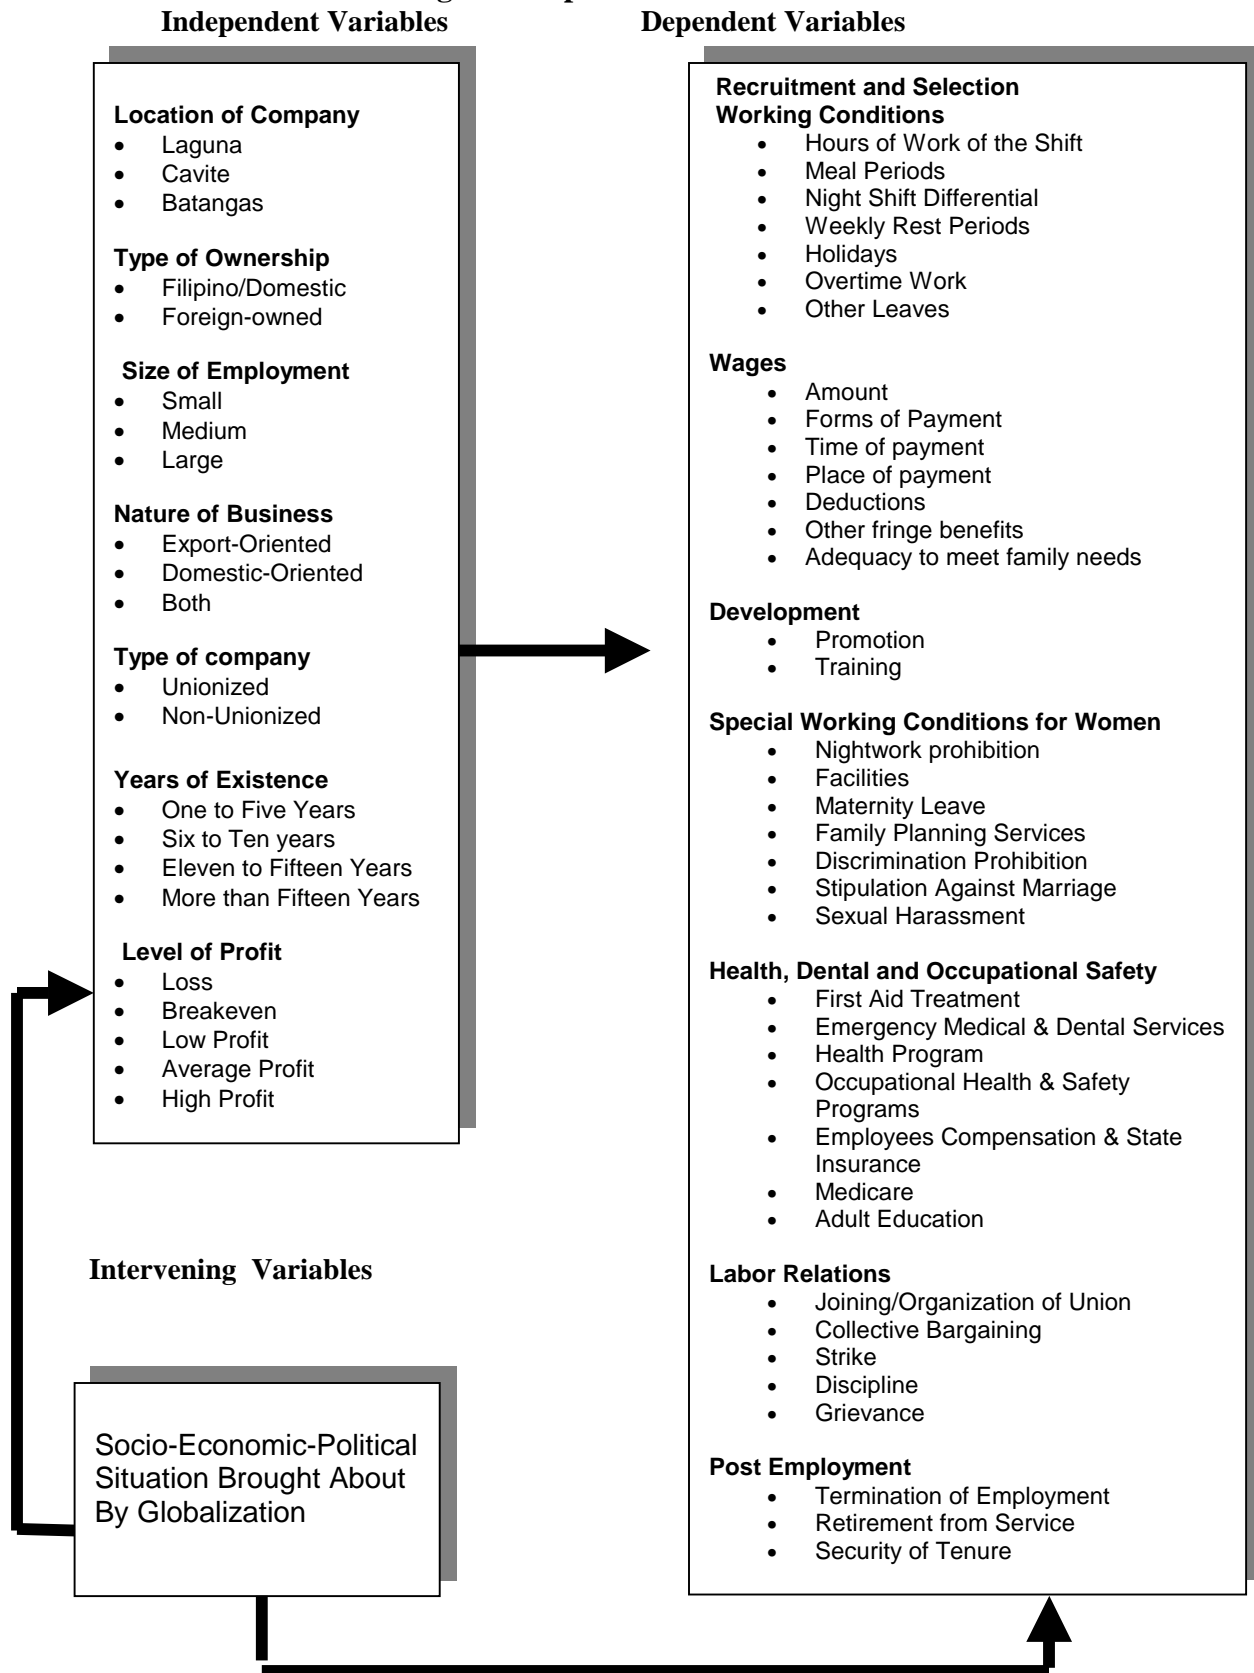 Independent Variables
Dependent Variables
Location of Company
• Laguna
• Cavite
• Batangas
Type of Ownership
• Filipino/Domestic
• Foreign-owned
Size of Employment
• Small
• Medium
• Large
Nature of Business
• Export-Oriented
• Domestic-Oriented
• Both
Type of company
• Unionized
• Non-Unionized
Years of Existence
• One to Five Years
• Six to Ten years
• Eleven to Fifteen Years
• More than Fifteen Years
Level of Profit
• Loss
• Breakeven
• Low Profit
• Average Profit
• High Profit
Recruitment and Selection
Working Conditions
• Hours of Work of the Shift
• Meal Periods
• Night Shift Differential
• Weekly Rest Periods
• Holidays
• Overtime Work
• Other Leaves
Wages
• Amount
• Forms of Payment
• Time of payment
• Place of payment
• Deductions
• Other fringe benefits
• Adequacy to meet family needs
Development
• Promotion
• Training
Special Working Conditions for Women
• Nightwork prohibition
• Facilities
• Maternity Leave
• Family Planning Services
• Discrimination Prohibition
• Stipulation Against Marriage
• Sexual Harassment
Health, Dental and Occupational Safety
• First Aid Treatment
• Emergency Medical & Dental Services
• Health Program
• Occupational Health & Safety
Programs
• Employees Compensation & State
Insurance
• Medicare
• Adult Education
Labor Relations
• Joining/Organization of Union
• Collective Bargaining
• Strike
• Discipline
• Grievance
Post Employment
• Termination of Employment
• Retirement from Service
• Security of Tenure
Intervening Variables
Socio-Economic-Political
Situation Brought About
By Globalization